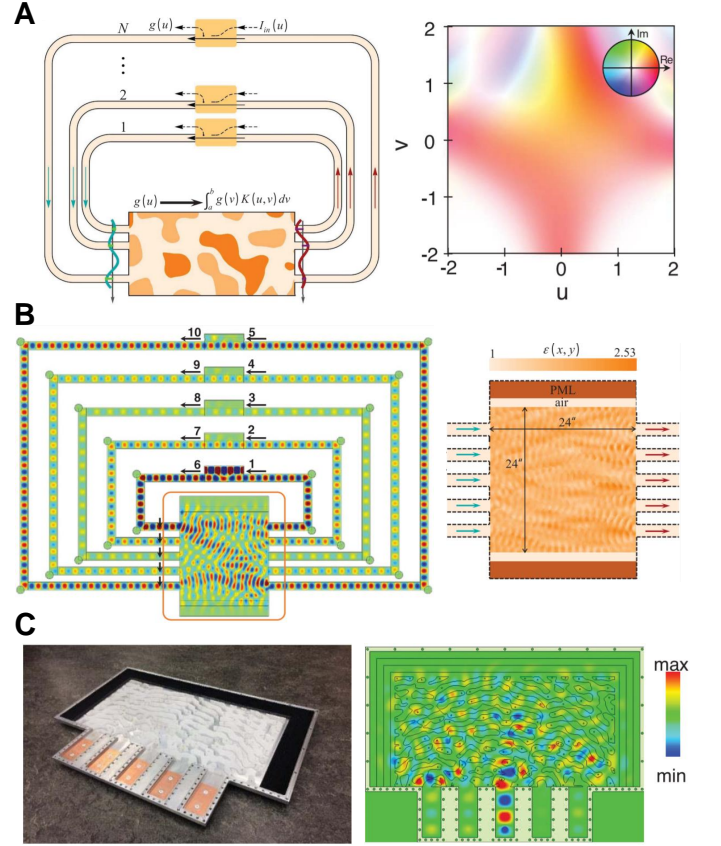 A
N
g(u)
I_in(u)
2
1
g(u) ⟶ ∫_a^b g(v) K(u,v) dv
v
2
1
0
-1
-2
-2 -1 0 1 2
u
Im
Re
B
10 5
9 4
8 3
7 2
6 1
ε(x, y)
1 2.53
PML
air
24"
24"
C
max
min